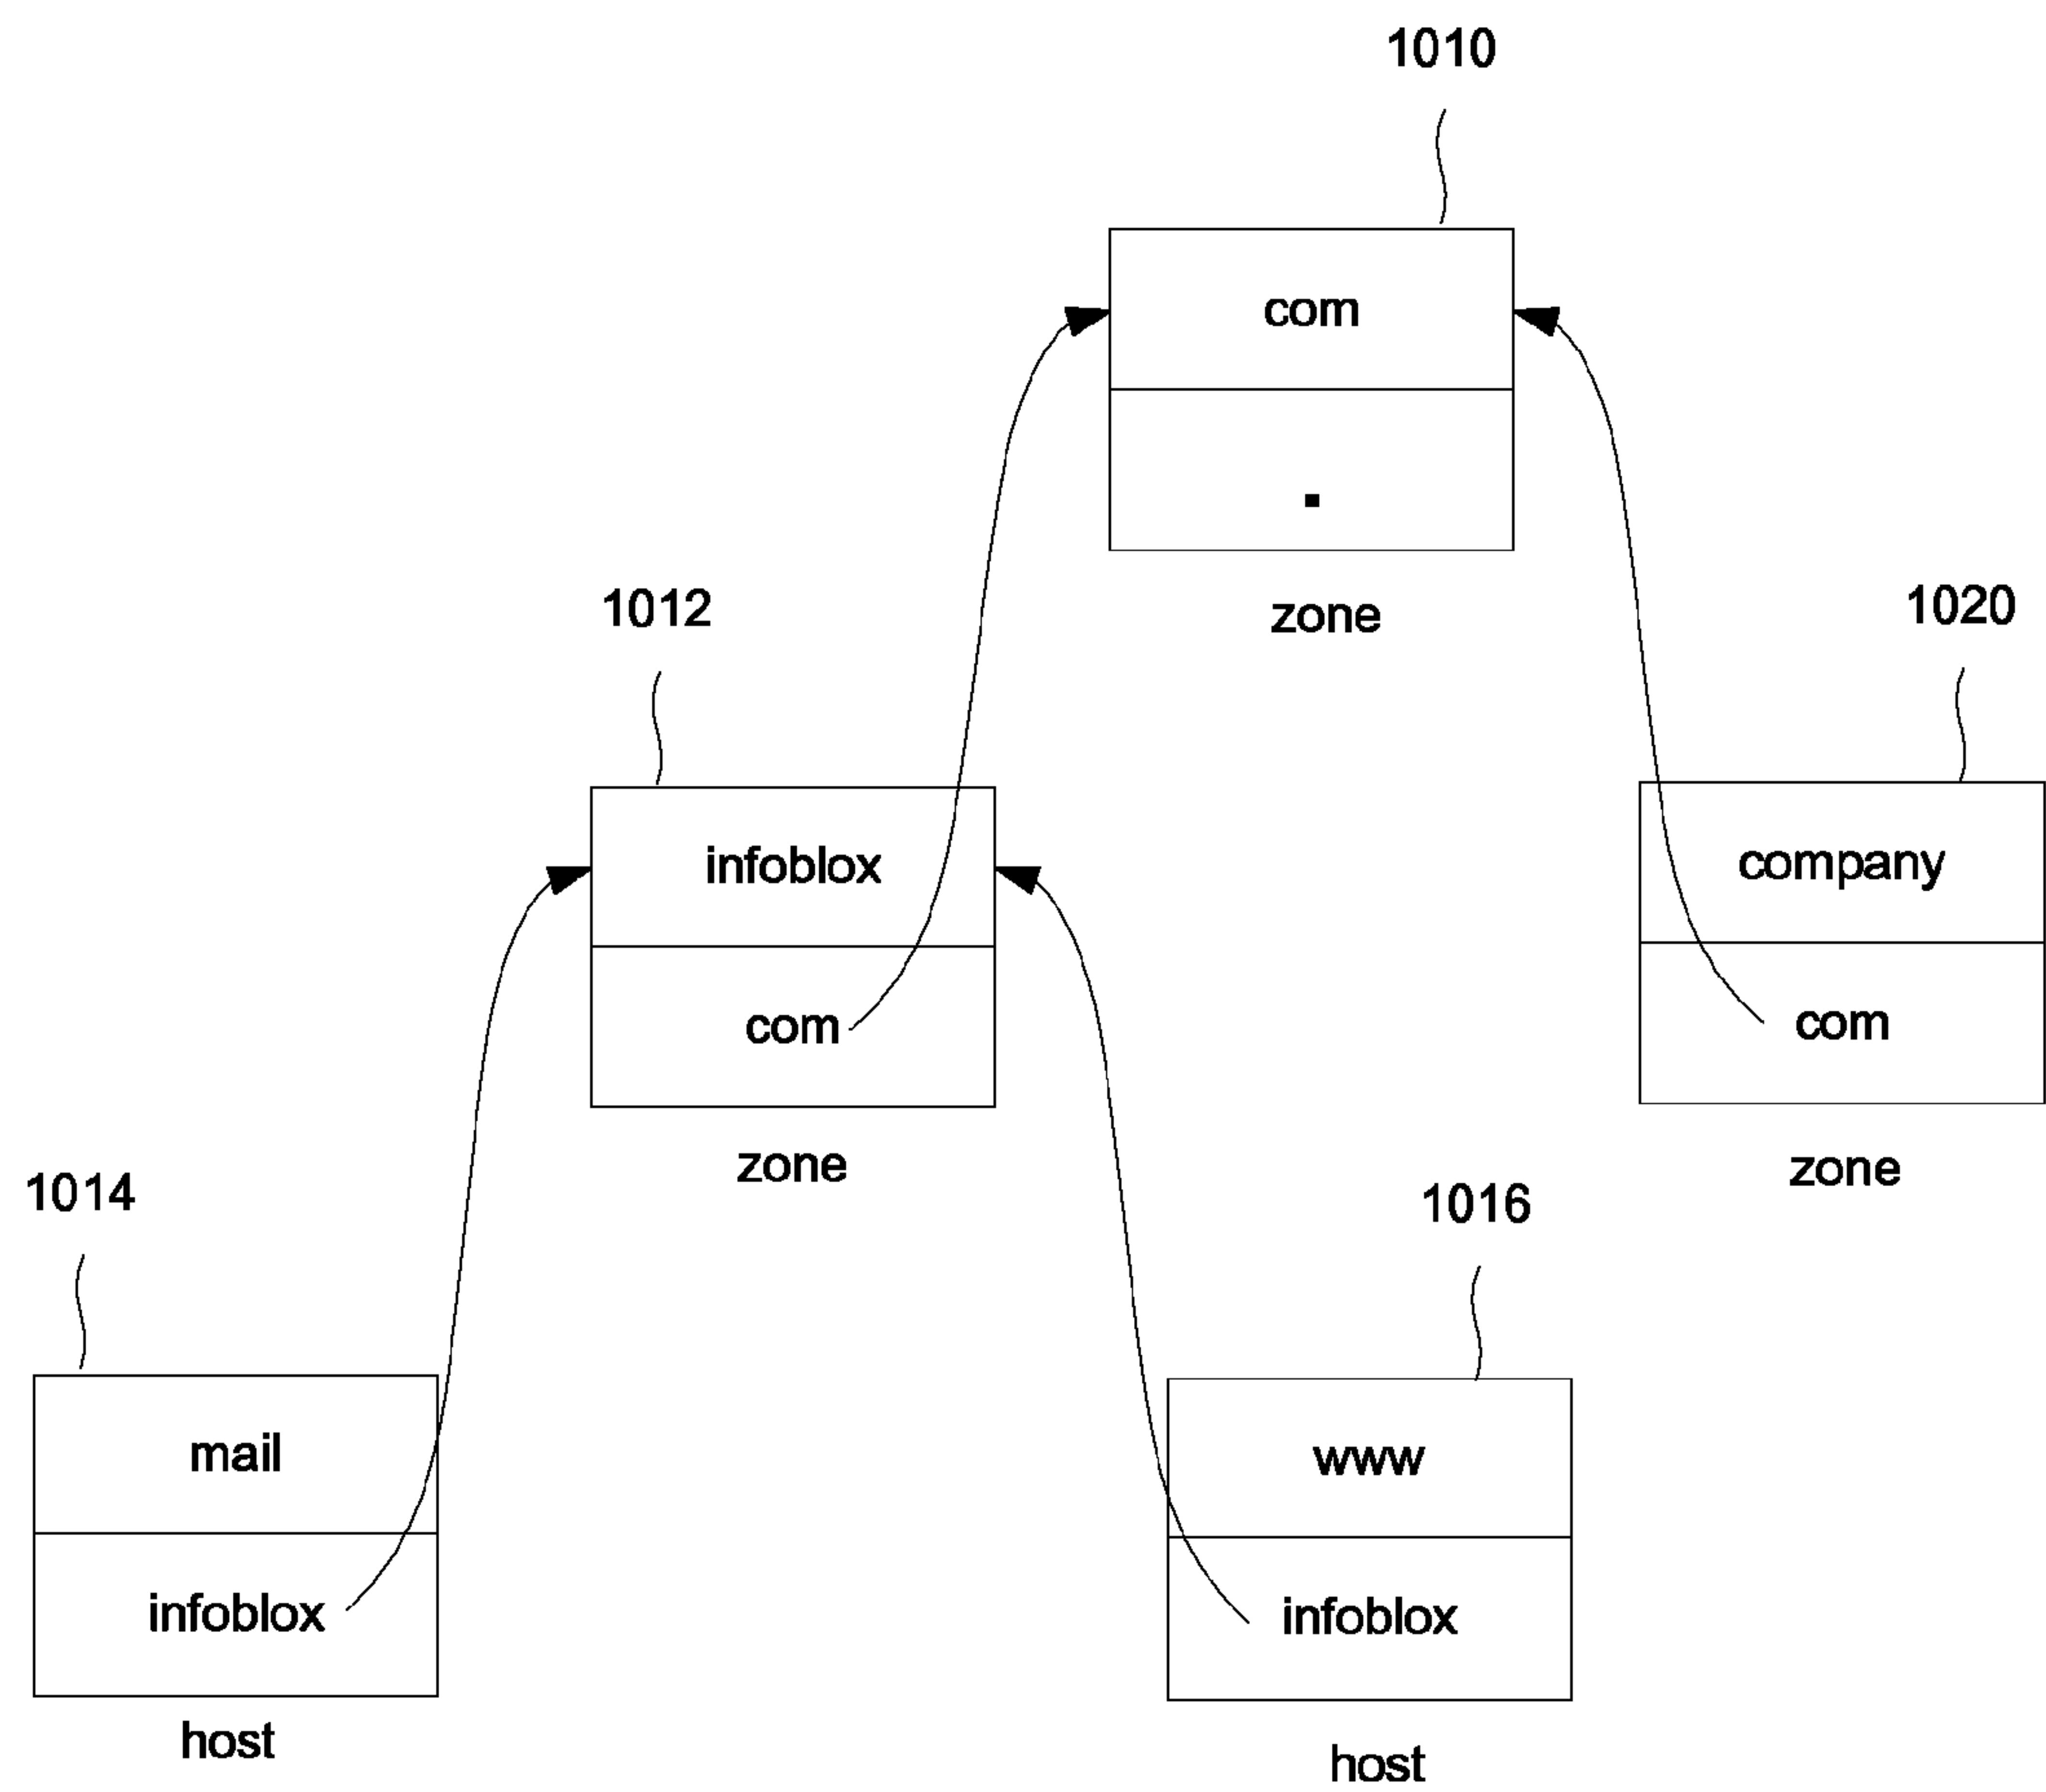 1010
com
.
zone
1012
infoblox
com
zone
1020
company
com
zone
1014
mail
infoblox
host
1016
www
infoblox
host